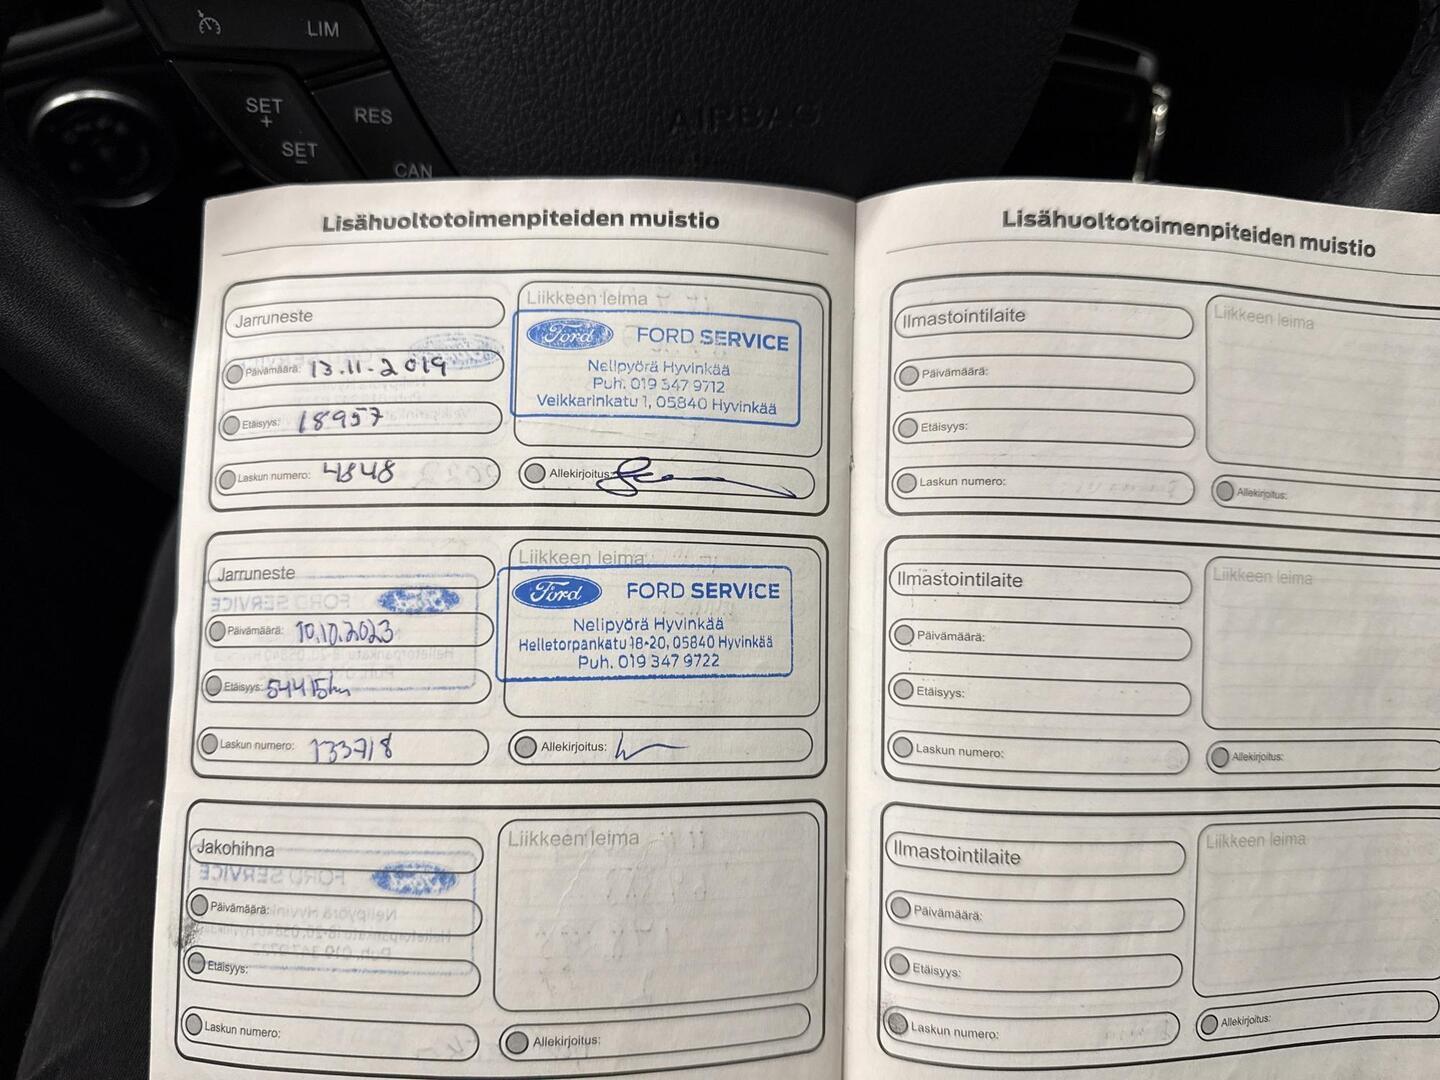 LIM
SET
+
RES
SET
-
CAN
AIRBAG
Lisähuoltotoimenpiteiden muistio
Jarruneste
Päivämäärä: 13.11.2019
Etäisyys: 18957
Laskun numero: 4848
Liikkeen leima
Ford FORD SERVICE
Nelipyörä Hyvinkää
Puh. 019 347 9712
Veikkarinkatu 1, 05840 Hyvinkää
Allekirjoitus:
Jarruneste
Päivämäärä: 10.10.2023
Etäisyys: 54415km
Laskun numero: 133718
Liikkeen leima
Ford FORD SERVICE
Nelipyörä Hyvinkää
Helletorpankatu 18-20, 05840 Hyvinkää
Puh. 019 347 9722
Allekirjoitus:
Jakohihna
Päivämäärä:
Etäisyys:
Laskun numero:
Liikkeen leima
Allekirjoitus:
Lisähuoltotoimenpiteiden muistio
Ilmastointilaite
Päivämäärä:
Etäisyys:
Laskun numero:
Liikkeen leima
Allekirjoitus:
Ilmastointilaite
Päivämäärä:
Etäisyys:
Laskun numero:
Liikkeen leima
Allekirjoitus:
Ilmastointilaite
Päivämäärä:
Etäisyys:
Laskun numero:
Liikkeen leima
Allekirjoitus: